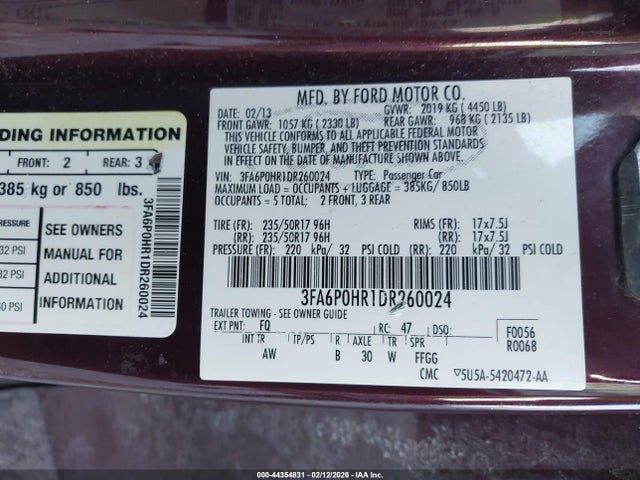 DING INFORMATION
FRONT: 2 REAR: 3
385 kg or 850 lbs.
RESSURE
32 PSI
32 PSI
60 PSI
SEE OWNERS
MANUAL FOR
ADDITIONAL
INFORMATION
3FA6P0HR1DR260024
MFD. BY FORD MOTOR CO.
DATE: 02/13 GVWR: 2019 KG ( 4450 LB)
FRONT GAWR: 1057 KG ( 2330 LB) REAR GAWR: 968 KG ( 2135 LB)
THIS VEHICLE CONFORMS TO ALL APPLICABLE FEDERAL MOTOR
VEHICLE SAFETY, BUMPER, AND THEFT PREVENTION STANDARDS
IN EFFECT ON THE DATE OF MANUFACTURE SHOWN ABOVE.
VIN: 3FA6P0HR1DR260024 TYPE: Passenger Car
MAXIMUM LOAD = OCCUPANTS + LUGGAGE = 385KG/ 850LB
OCCUPANTS = 5 TOTAL; 2 FRONT, 3 REAR
TIRE (FR): 235/50R17 96H RIMS (FR): 17x7.5J
(RR): 235/50R17 96H (RR): 17x7.5J
PRESSURE (FR): 220 kPa/ 32 PSI COLD (RR): 220 kPa/ 32 PSI COLD
3FA6P0HR1DR260024
TRAILER TOWING - SEE OWNER GUIDE
EXT PNT: FQ RC: 47 DSO: F0056
R0068
INT TR TP/PS R AXLE TR SPR
AW B 30 W FFGG
CMC 5U5A-5420472-AA
000-44354831 - 02/12/2026 - IAA Inc.